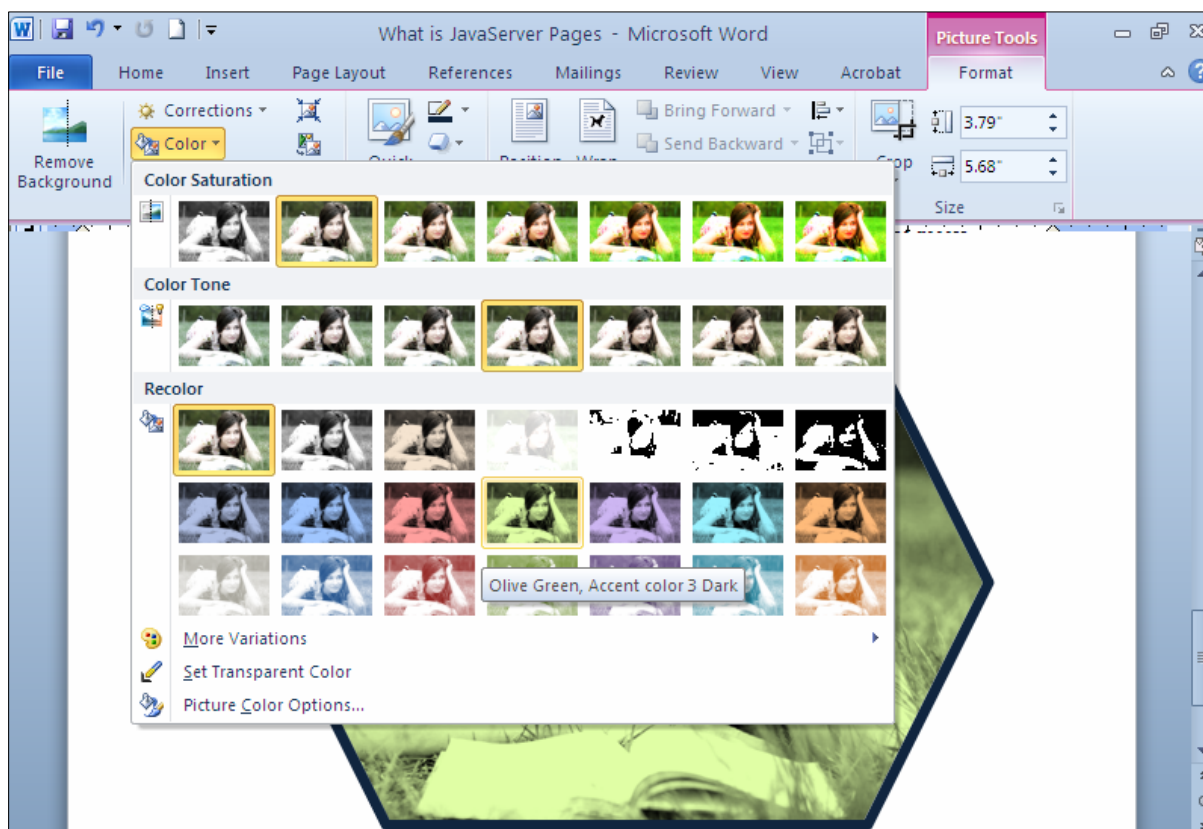 What is JavaServer Pages - Microsoft Word
Picture Tools
File Home Insert Page Layout References Mailings Review View Acrobat Format
Corrections
Color
Remove
Background
Bring Forward
Send Backward
3.79"
5.68"
Size
Color Saturation
Color Tone
Recolor
Olive Green, Accent color 3 Dark
More Variations
Set Transparent Color
Picture Color Options...